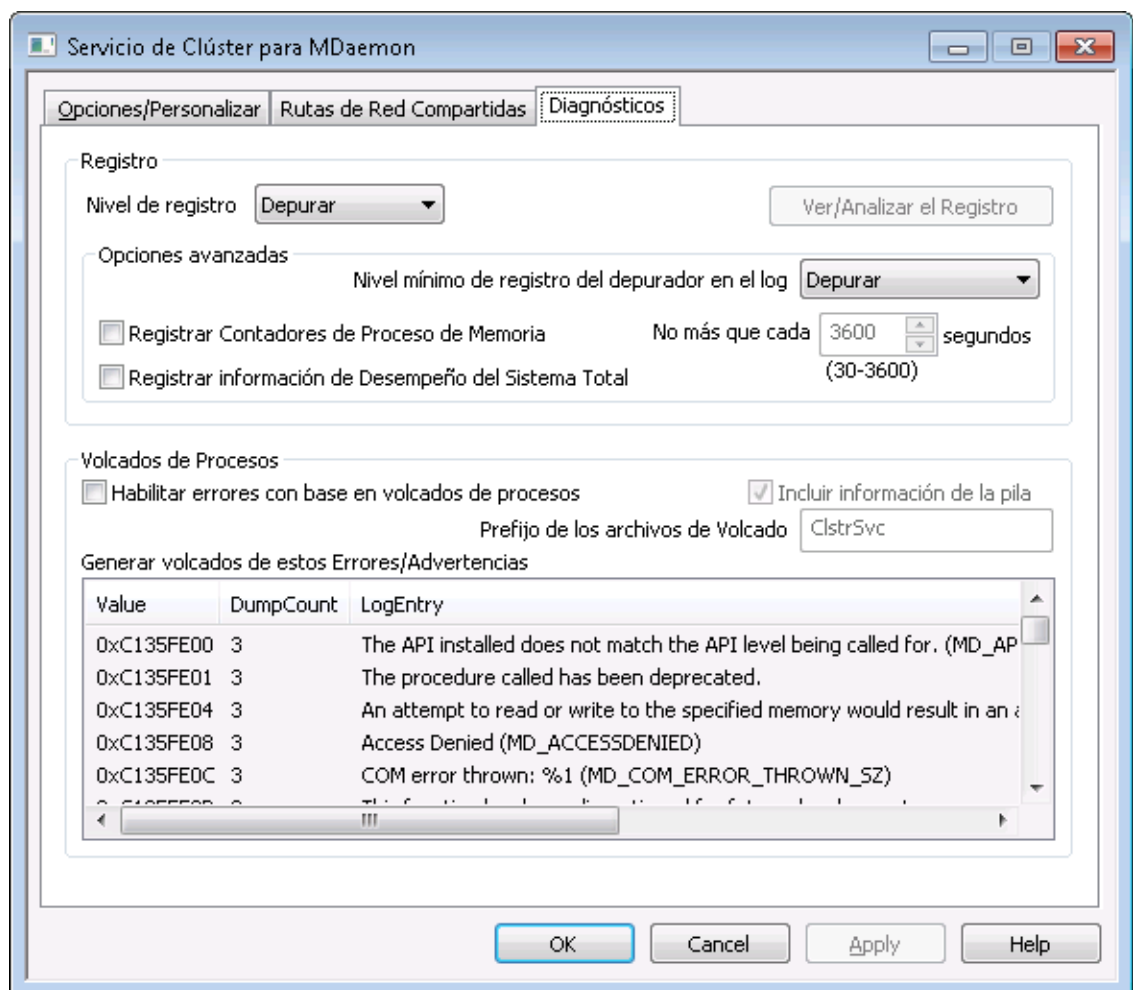 Servicio de Clúster para MDaemon
Opciones/Personalizar Rutas de Red Compartidas Diagnósticos
Registro
Nivel de registro Depurar Ver/Analizar el Registro
Opciones avanzadas
Nivel mínimo de registro del depurador en el log Depurar
Registrar Contadores de Proceso de Memoria No más que cada 3600 segundos
Registrar información de Desempeño del Sistema Total (30-3600)
Volcados de Procesos
Habilitar errores con base en volcados de procesos Incluir información de la pila
Prefijo de los archivos de Volcado ClstrSvc
Generar volcados de estos Errores/Advertencias
Value DumpCount LogEntry
0xC135FE00 3 The API installed does not match the API level being called for. (MD_AP
0xC135FE01 3 The procedure called has been deprecated.
0xC135FE04 3 An attempt to read or write to the specified memory would result in an
0xC135FE08 3 Access Denied (MD_ACCESSDENIED)
0xC135FE0C 3 COM error thrown: %1 (MD_COM_ERROR_THROWN_SZ)
OK Cancel Apply Help